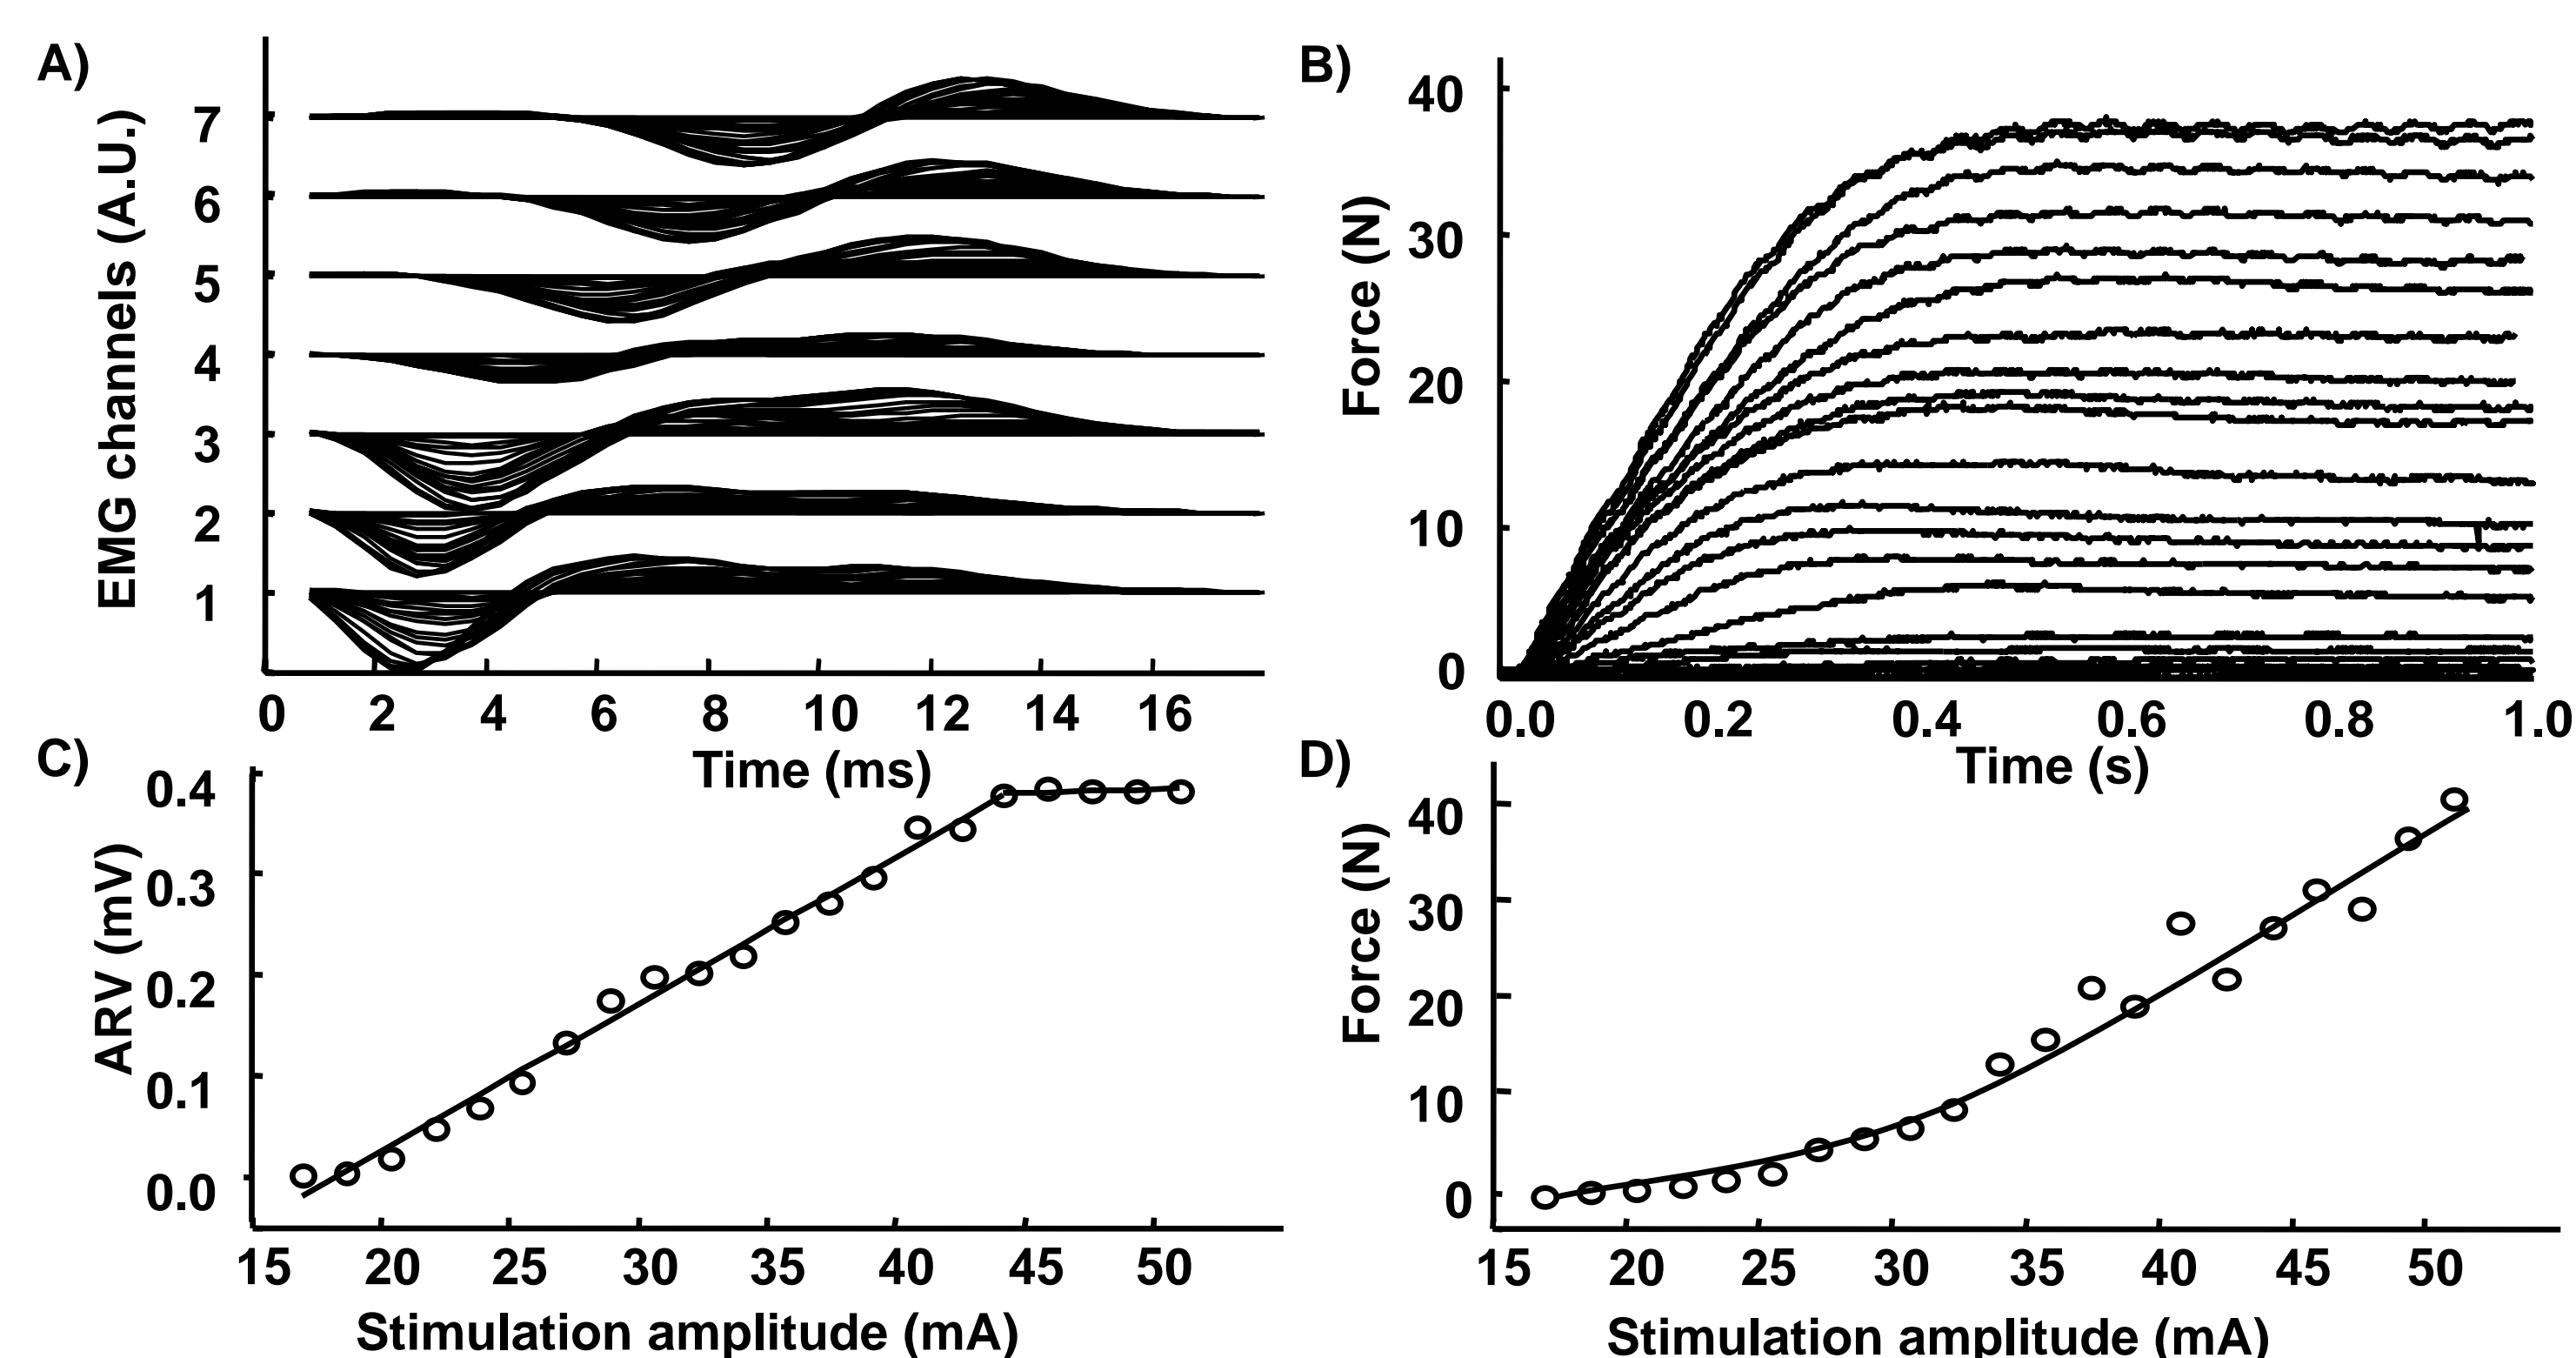 A)
EMG channels (A.U.)
7
6
5
4
3
2
1
0 2 4 6 8 10 12 14 16
Time (ms)
B)
Force (N)
40
30
20
10
0
0.0 0.2 0.4 0.6 0.8 1.0
Time (s)
C)
ARV (mV)
0.4
0.3
0.2
0.1
0.0
15 20 25 30 35 40 45 50
Stimulation amplitude (mA)
D)
Force (N)
40
30
20
10
0
15 20 25 30 35 40 45 50
Stimulation amplitude (mA)